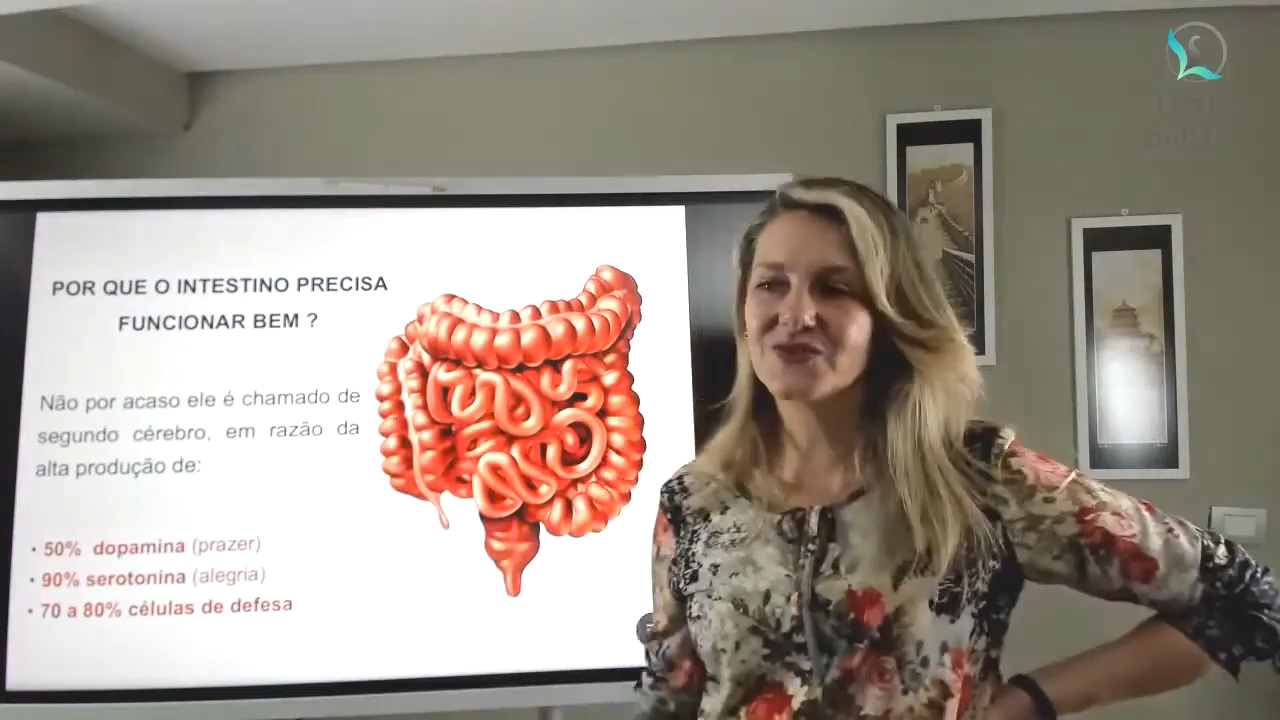 POR QUE O INTESTINO PRECISA
FUNCIONAR BEM ?
Não por acaso ele é chamado de
segundo cérebro, em razão da
alta produção de:
• 50% dopamina (prazer)
• 90% serotonina (alegria)
• 70 a 80% células de defesa